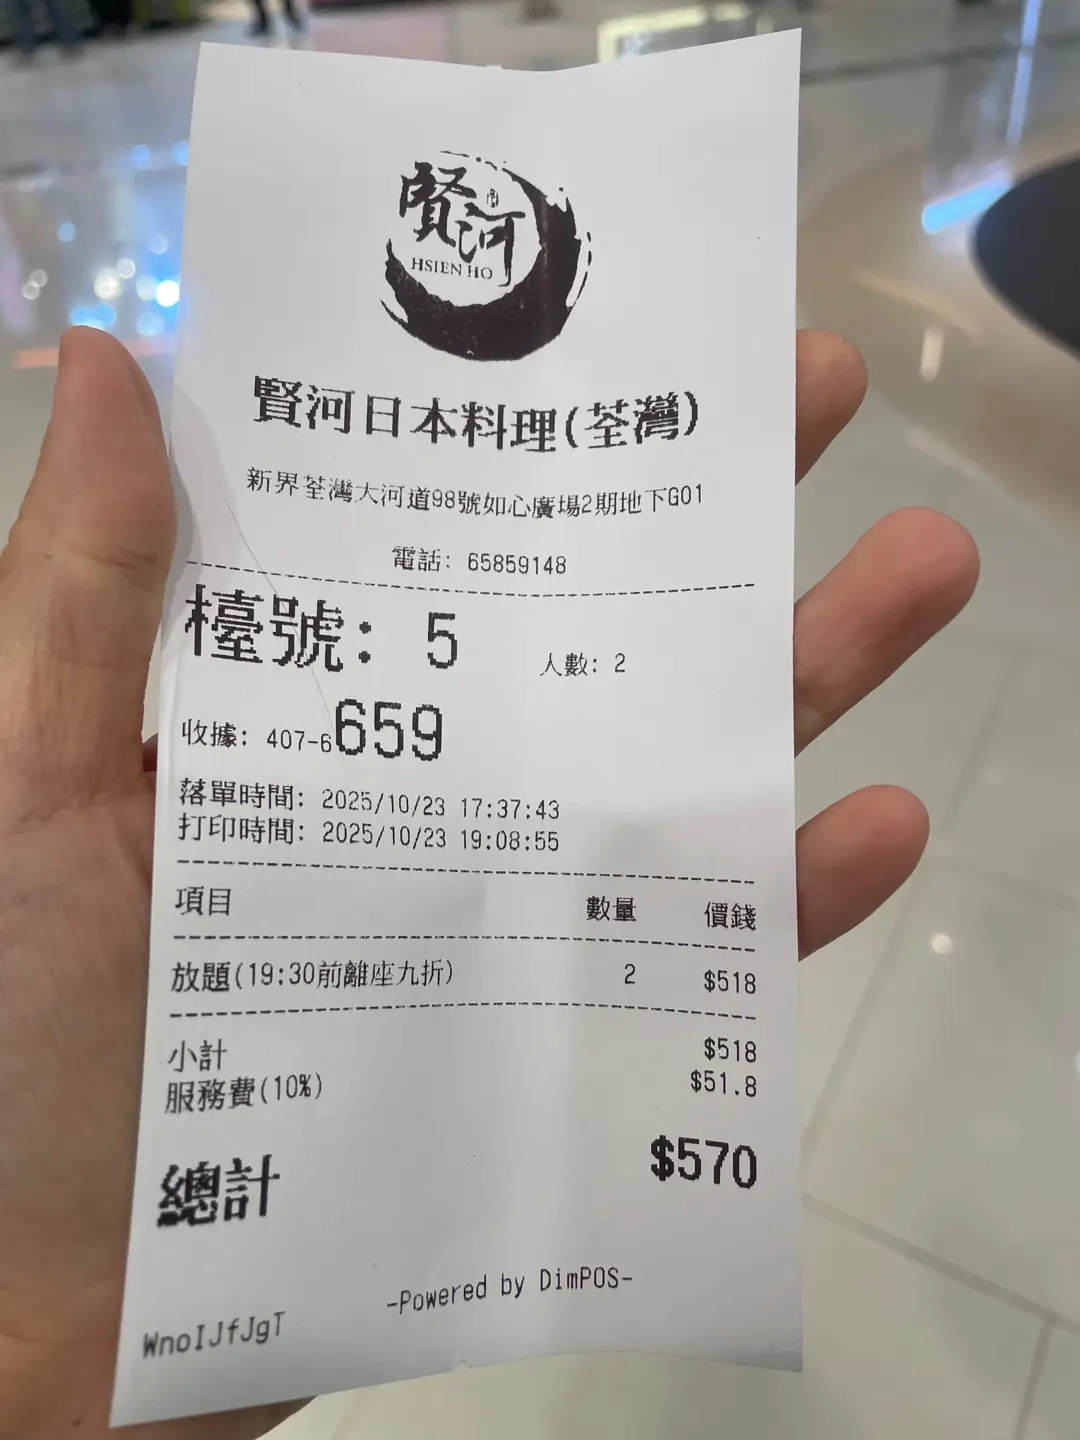 賢河
HSIEN HO
賢河日本料理(荃灣)
新界荃灣大河道98號如心廣場2期地下G01
電話: 65859148
檯號: 5 人數: 2
收據: 407-6659
落單時間: 2025/10/23 17:37:43
打印時間: 2025/10/23 19:08:55
項目 數量 價錢
放題(19:30前離座九折) 2 $518
小計 $518
服務費(10%) $51.8
總計 $570
-Powered by DimPOS-
WnoIJfJgT